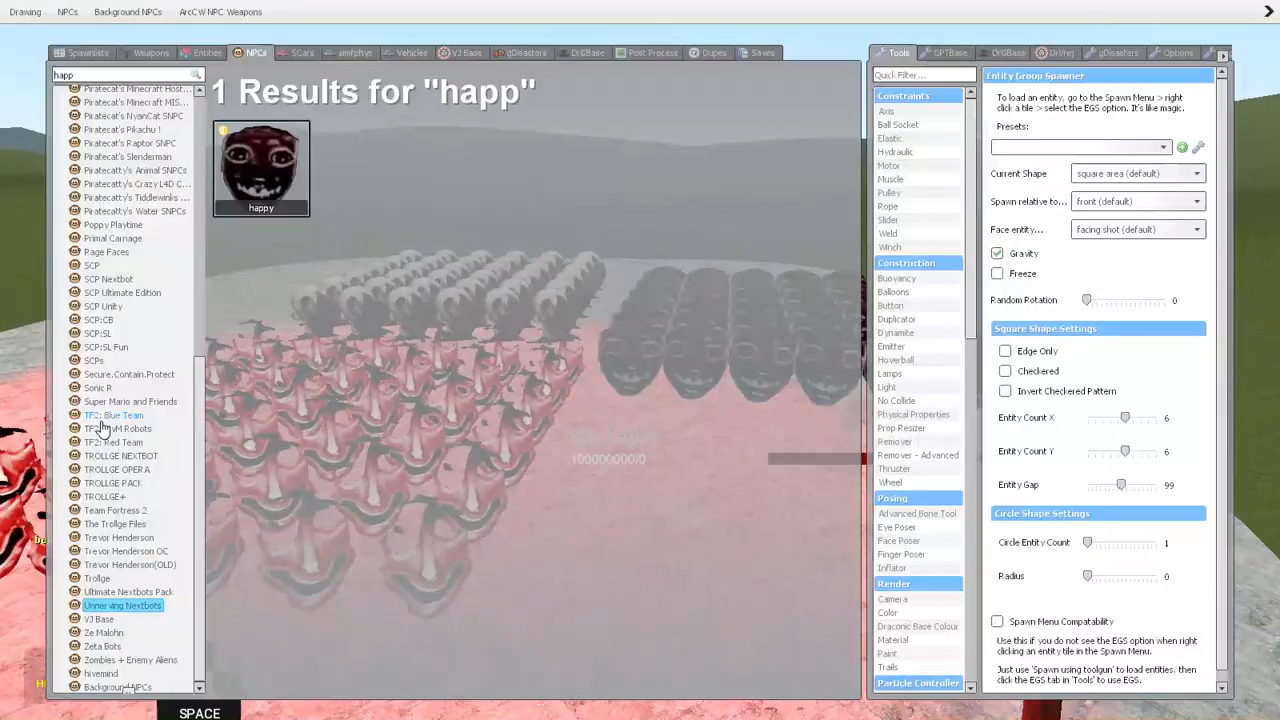 Drawing NPCs Background NPCs ArcCW NPC Weapons
Spawnlists Weapons Entities NPCs SCars simfphys Vehicles VJ Base gDisasters DrGBase Post Process Dupes Saves
Tools CPTBase DrGBase DrVrej gDisasters Options
happ
1 Results for "happ"
happy
Piratecat's Minecraft Host...
Piratecat's Minecraft MIS...
Piratecat's NyanCat SNPC
Piratecat's Pikachu !
Piratecat's Raptor SNPC
Piratecat's Slenderman
Piratecatty's Animal SNPCs
Piratecatty's Crazy L4D C...
Piratecatty's Tiddlewinks ...
Piratecatty's Water SNPCs
Poppy Playtime
Primal Carnage
Rage Faces
SCP
SCP Nextbot
SCP Ultimate Edition
SCP Unity
SCP:CB
SCP:SL
SCP:SL Fun
SCPs
Secure.Contain.Protect
Sonic R
Super Mario and Friends
TF2: Blue Team
TF2: MvM Robots
TF2: Red Team
TROLLGE NEXTBOT
TROLLGE OPERA
TROLLGE PACK
TROLLGE+
Team Fortress 2
The Trollge Files
Trevor Henderson
Trevor Henderson OC
Trevor Henderson(OLD)
Trollge
Ultimate Nextbots Pack
Unnerving Nextbots
VJ Base
Ze Malohn
Zeta Bots
Zombies + Enemy Aliens
hivemind
Background NPCs
100000000/0
SPACE
Quick Filter...
Constraints
Axis
Ball Socket
Elastic
Hydraulic
Motor
Muscle
Pulley
Rope
Slider
Weld
Winch
Construction
Buoyancy
Balloons
Button
Duplicator
Dynamite
Emitter
Hoverball
Lamps
Light
No Collide
Physical Properties
Prop Resizer
Remover
Remover - Advanced
Thruster
Wheel
Posing
Advanced Bone Tool
Eye Poser
Face Poser
Finger Poser
Inflator
Render
Camera
Color
Draconic Base Colour
Material
Paint
Trails
Particle Controller
Entity Group Spawner
To load an entity, go to the Spawn Menu > right
click a tile > select the EGS option. It's like magic.
Presets:
Current Shape square area (default)
Spawn relative to... front (default)
Face entity... facing shot (default)
Gravity
Freeze
Random Rotation 0
Square Shape Settings
Edge Only
Checkered
Invert Checkered Pattern
Entity Count X 6
Entity Count Y 6
Entity Gap 99
Circle Shape Settings
Circle Entity Count 1
Radius 0
Spawn Menu Compatability
Use this if you do not see the EGS option when right
clicking an entity tile in the Spawn Menu.
Just use 'Spawn using toolgun' to load entities, then
click the EGS tab in 'Tools' to use EGS.